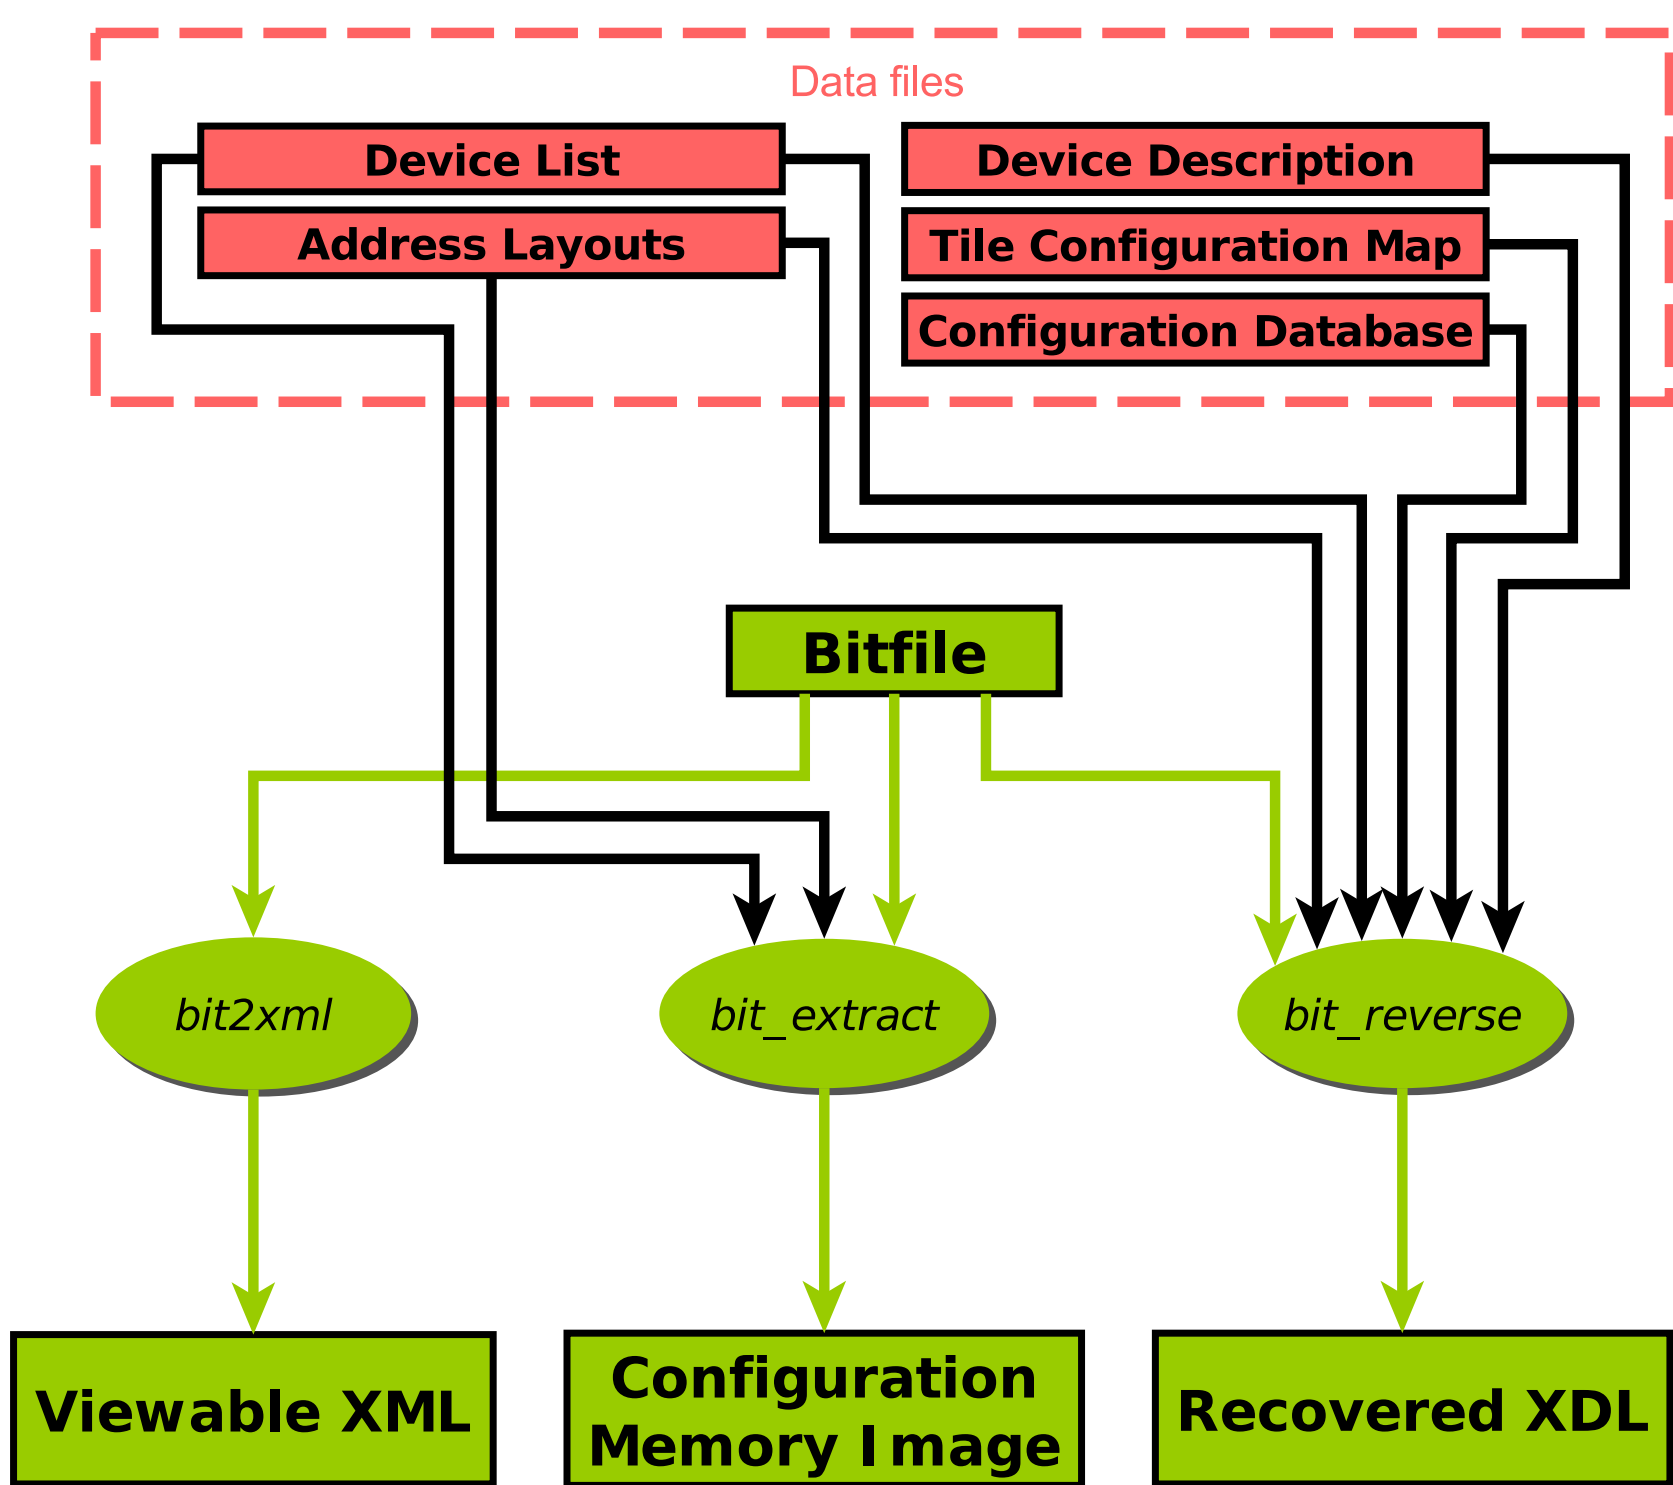 Data files
Device List
Device Description
Address Layouts
Tile Configuration Map
Configuration Database
Bitfile
bit2xml
bit_extract
bit_reverse
Viewable XML
Configuration
Memory Image
Recovered XDL